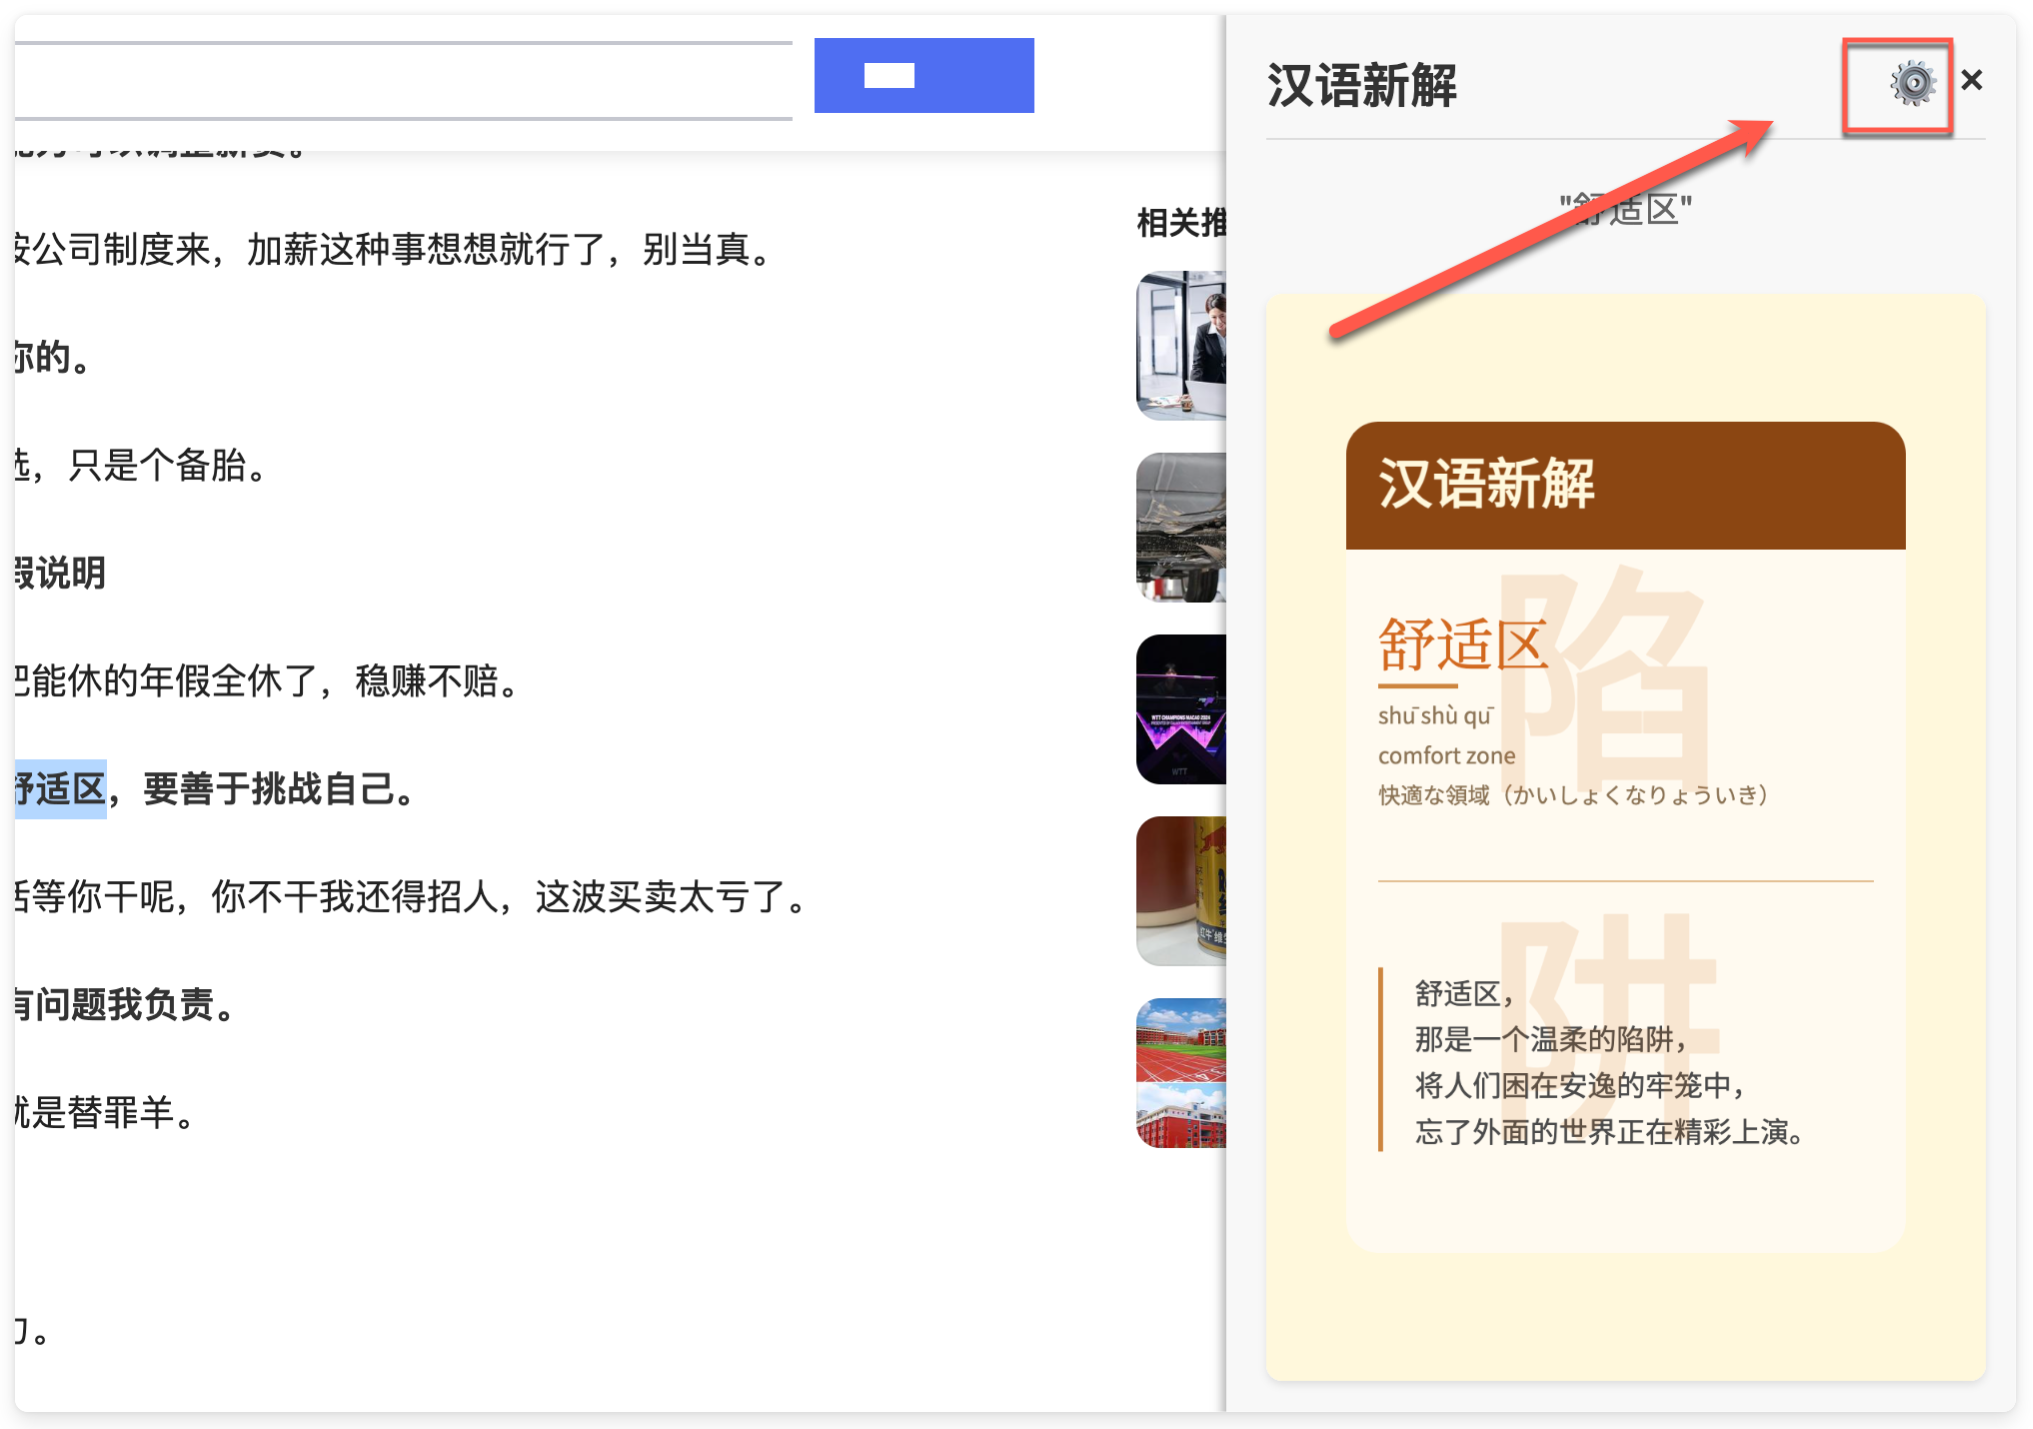 按公司制度来，加薪这种事想想就行了，别当真。
你的。
选，只是个备胎。
假说明
把能休的年假全休了，稳赚不赔。
舒适区，要善于挑战自己。
活等你干呢，你不干我还得招人，这波买卖太亏了。
有问题我负责。
就是替罪羊。
相关推
WTT CHAMPIONS MACAO 2024
WTT
汉语新解
×
"舒适区"
汉语新解
陷
舒适区
shū shù qū
comfort zone
快適な領域（かいしょくなりょういき）
阱
舒适区，
那是一个温柔的陷阱，
将人们困在安逸的牢笼中，
忘了外面的世界正在精彩上演。